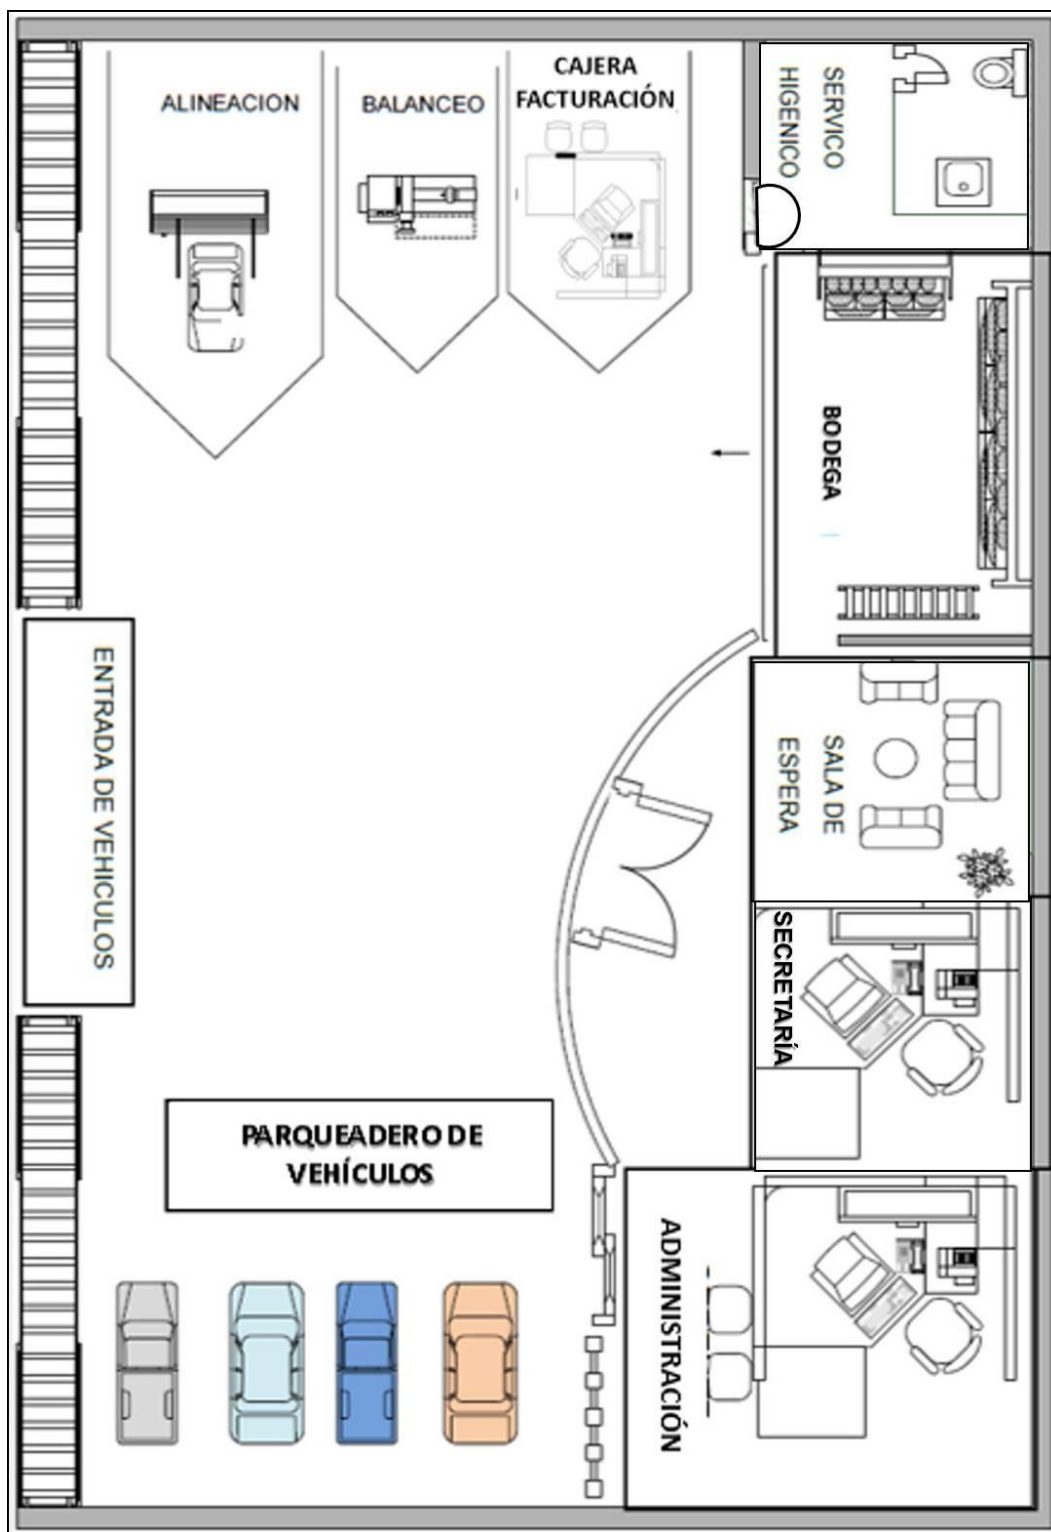 ALINEACION
BALANCEO
CAJERA
FACTURACIÓN
SERVICO
HIGENICO
BODEGA
ENTRADA DE VEHICULOS
SALA DE
ESPERA
SECRETARÍA
PARQUEADERO DE
VEHÍCULOS
ADMINISTRACIÓN